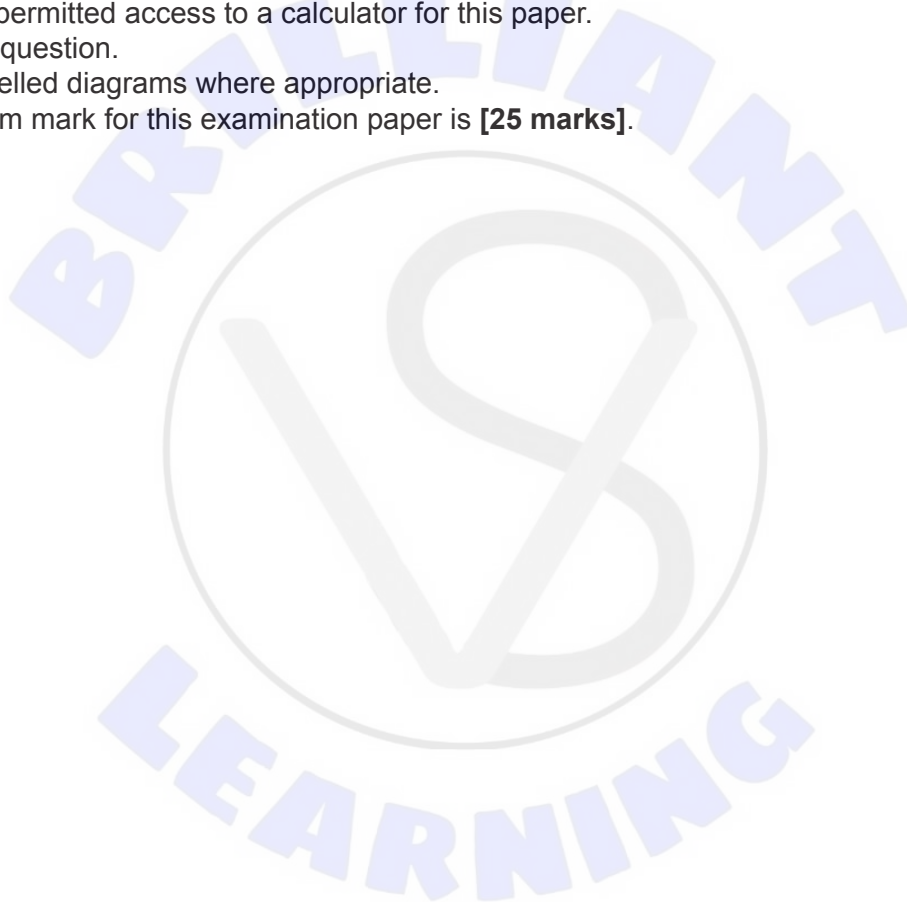 permitted access to a calculator for this paper.
question.
elled diagrams where appropriate.
m mark for this examination paper is [25 marks].
BRILLIANT
VS
LEARNING